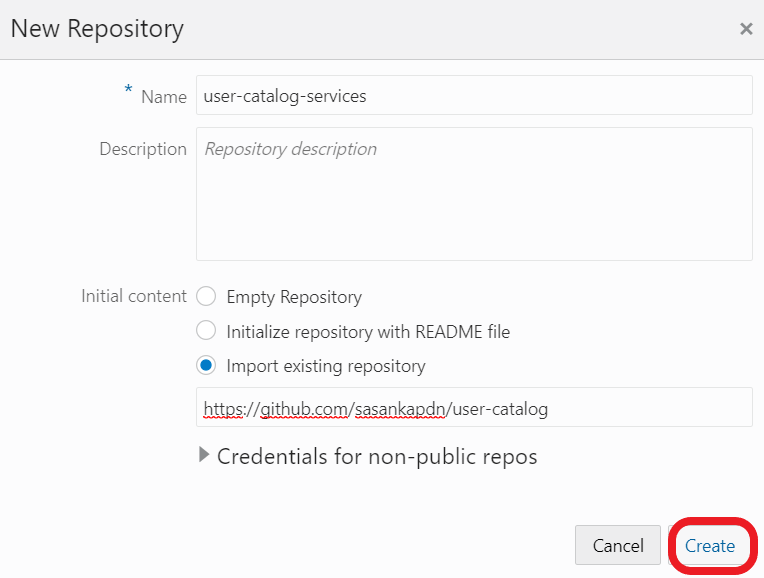 New Repository ×
* Name user-catalog-services
Description Repository description
Initial content Empty Repository
Initialize repository with README file
Import existing repository
https://github.com/sasankapdn/user-catalog
Credentials for non-public repos
Cancel Create